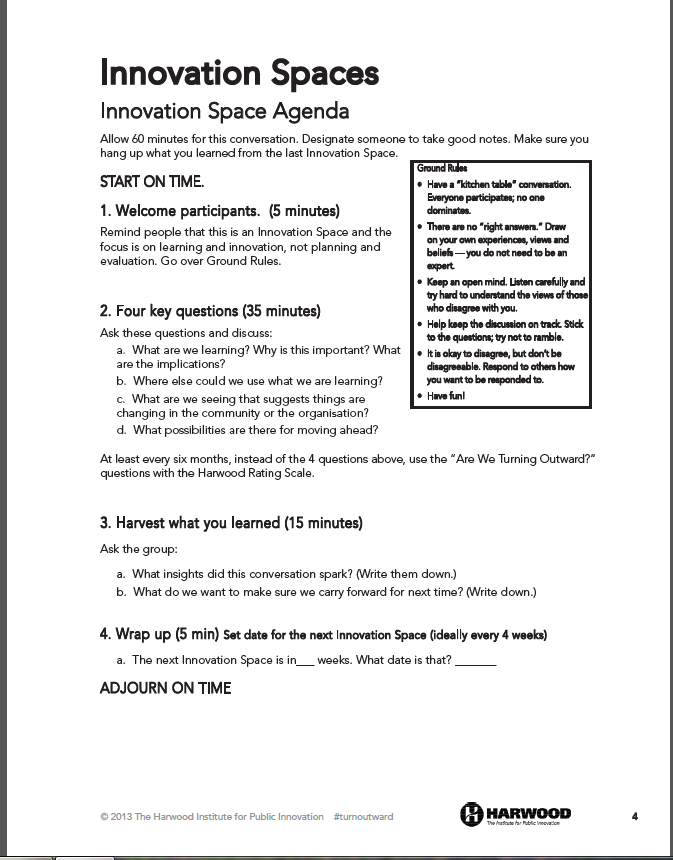 Innovation Spaces
Innovation Space Agenda
Allow 60 minutes for this conversation. Designate someone to take good notes. Make sure you
hang up what you learned from the last Innovation Space.
START ON TIME.
1. Welcome participants. (5 minutes)
Remind people that this is an Innovation Space and the
focus is on learning and innovation, not planning and
evaluation. Go over Ground Rules.
Ground Rules
• Have a "kitchen table" conversation.
Everyone participates; no one
dominates.
• There are no "right answers." Draw
on your own experiences, views and
beliefs — you do not need to be an
expert.
• Keep an open mind. Listen carefully and
try hard to understand the views of those
who disagree with you.
• Help keep the discussion on track. Stick
to the questions; try not to ramble.
• It is okay to disagree, but don't be
disagreeable. Respond to others how
you want to be responded to.
• Have fun!
2. Four key questions (35 minutes)
Ask these questions and discuss:
a. What are we learning? Why is this important? What
are the implications?
b. Where else could we use what we are learning?
c. What are we seeing that suggests things are
changing in the community or the organisation?
d. What possibilities are there for moving ahead?
At least every six months, instead of the 4 questions above, use the "Are We Turning Outward?"
questions with the Harwood Rating Scale.
3. Harvest what you learned (15 minutes)
Ask the group:
a. What insights did this conversation spark? (Write them down.)
b. What do we want to make sure we carry forward for next time? (Write down.)
4. Wrap up (5 min) Set date for the next Innovation Space (ideally every 4 weeks)
a. The next Innovation Space is in___ weeks. What date is that? _______
ADJOURN ON TIME
© 2013 The Harwood Institute for Public Innovation #turnoutward
HARWOOD
The Institute for Public Innovation
4